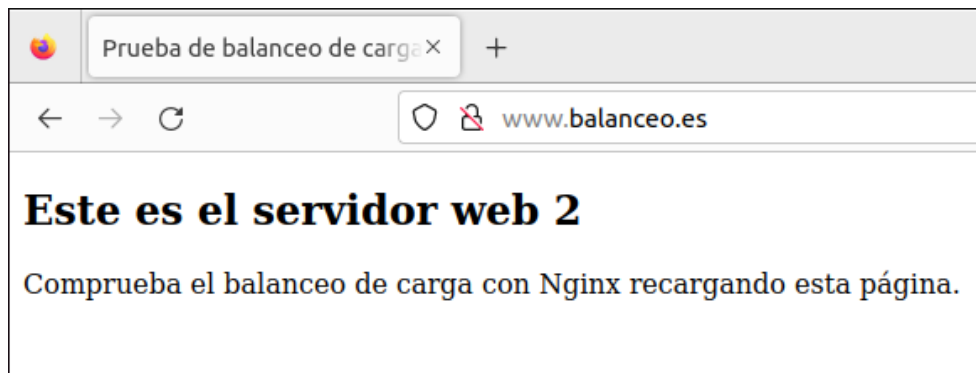 Prueba de balanceo de carga
www.balanceo.es
Este es el servidor web 2
Comprueba el balanceo de carga con Nginx recargando esta página.